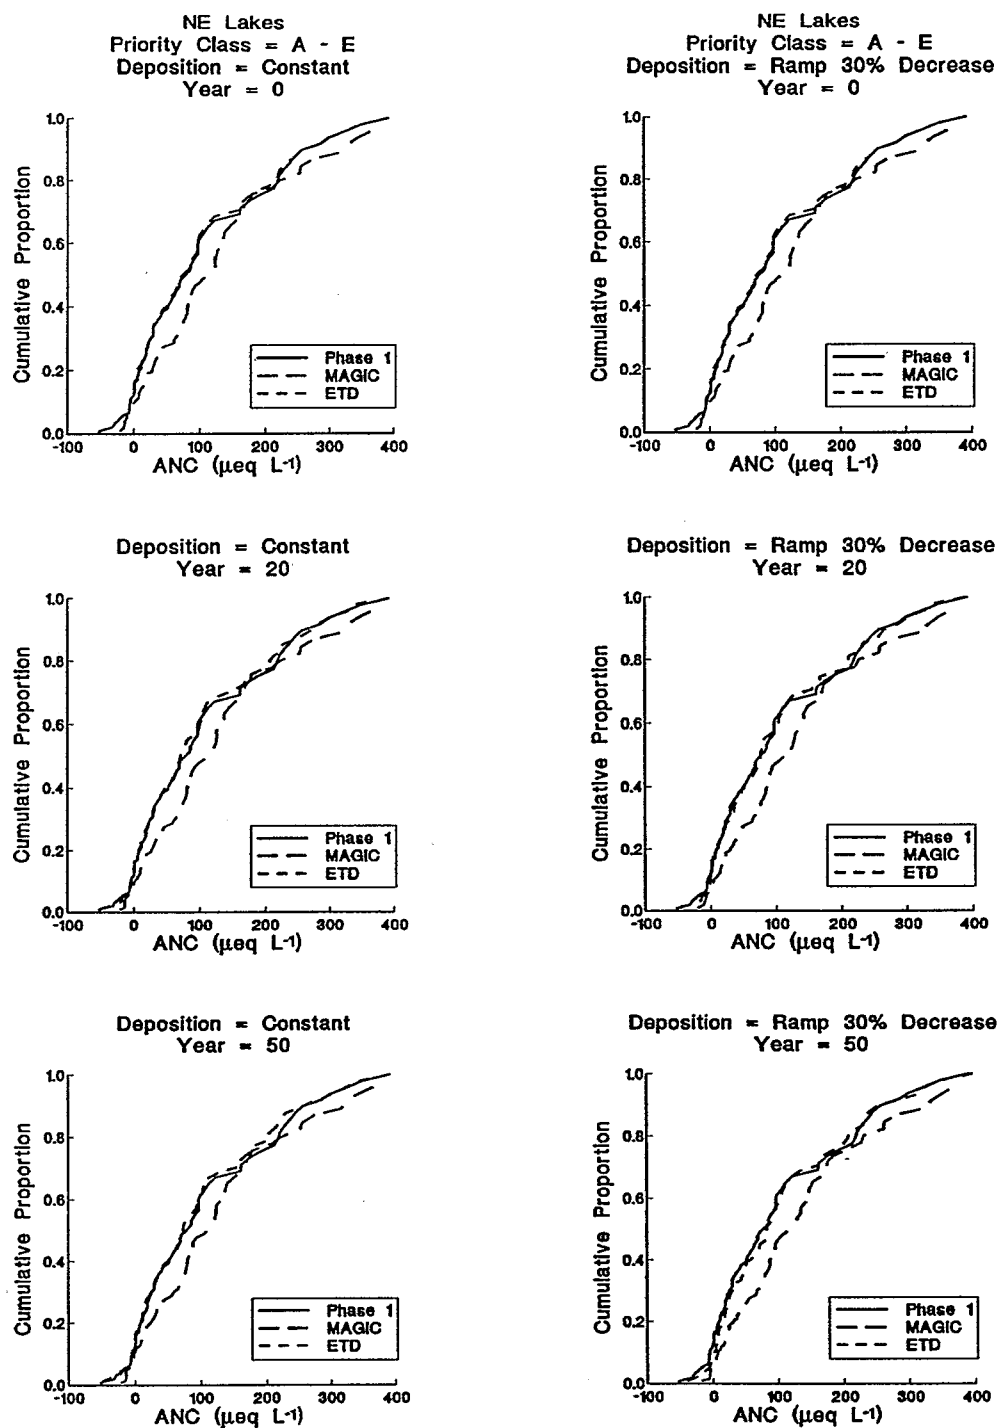 NE Lakes
Priority Class = A - E
Deposition = Constant
Year = 0
Cumulative Proportion
1.0
0.8
0.6
0.4
0.2
0.0
-100 0 100 200 300 400
ANC (µeq L-1)
Phase 1
MAGIC
ETD
NE Lakes
Priority Class = A - E
Deposition = Ramp 30% Decrease
Year = 0
Cumulative Proportion
1.0
0.8
0.6
0.4
0.2
0.0
-100 0 100 200 300 400
ANC (µeq L-1)
Phase 1
MAGIC
ETD
Deposition = Constant
Year = 20
Cumulative Proportion
1.0
0.8
0.6
0.4
0.2
0.0
-100 0 100 200 300 400
ANC (µeq L-1)
Phase 1
MAGIC
ETD
Deposition = Ramp 30% Decrease
Year = 20
Cumulative Proportion
1.0
0.8
0.6
0.4
0.2
0.0
-100 0 100 200 300 400
ANC (µeq L-1)
Phase 1
MAGIC
ETD
Deposition = Constant
Year = 50
Cumulative Proportion
1.0
0.8
0.6
0.4
0.2
0.0
-100 0 100 200 300 400
ANC (µeq L-1)
Phase 1
MAGIC
ETD
Deposition = Ramp 30% Decrease
Year = 50
Cumulative Proportion
1.0
0.8
0.6
0.4
0.2
0.0
-100 0 100 200 300 400
ANC (µeq L-1)
Phase 1
MAGIC
ETD